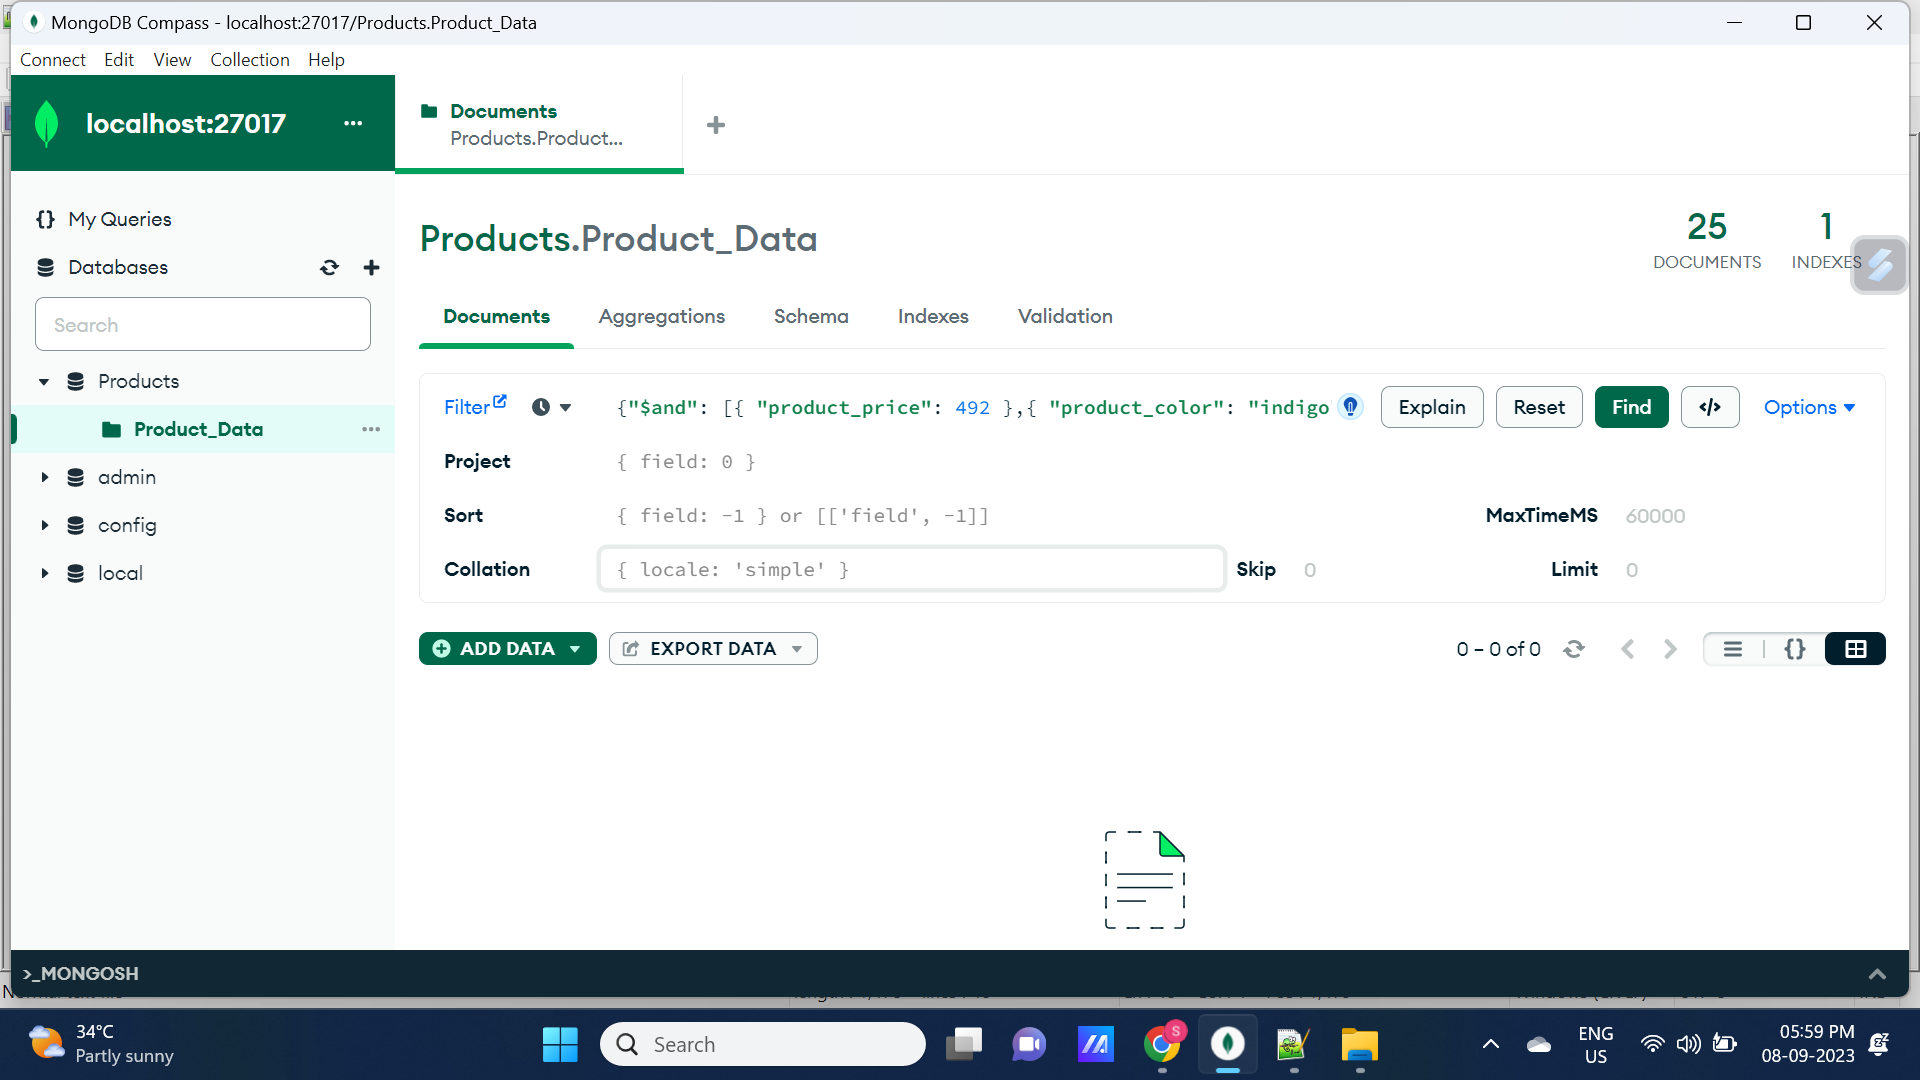 MongoDB Compass - localhost:27017/Products.Product_Data
Connect Edit View Collection Help
localhost:27017 ...
Documents
Products.Product...
My Queries
Databases
Search
Products
Product_Data
admin
config
local
Products.Product_Data
25
DOCUMENTS
1
INDEXES
Documents Aggregations Schema Indexes Validation
Filter {"$and": [{ "product_price": 492 },{ "product_color": "indigo Explain Reset Find </> Options
Project { field: 0 }
Sort { field: -1 } or [['field', -1]] MaxTimeMS 60000
Collation { locale: 'simple' } Skip 0 Limit 0
ADD DATA EXPORT DATA 0 – 0 of 0 {}
>_MONGOSH
34°C
Partly sunny
Search
S
ENG
US
05:59 PM
08-09-2023